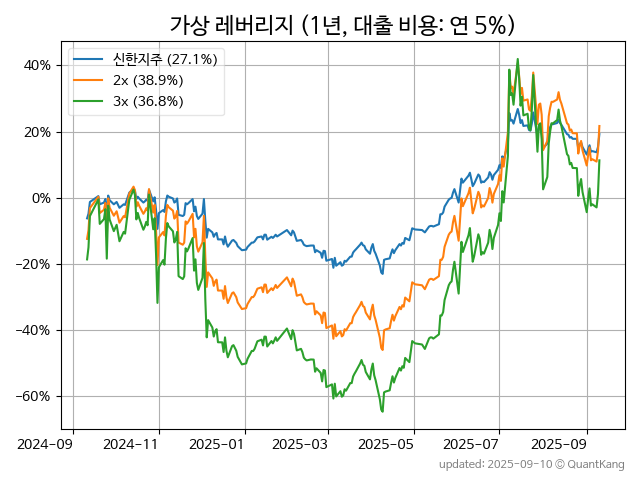 가상 레버리지 (1년, 대출 비용: 연 5%)
신한지주 (27.1%)
2x (38.9%)
3x (36.8%)
40%
20%
0%
−20%
−40%
−60%
2024-09 2024-11 2025-01 2025-03 2025-05 2025-07 2025-09
updated: 2025-09-10 © QuantKang